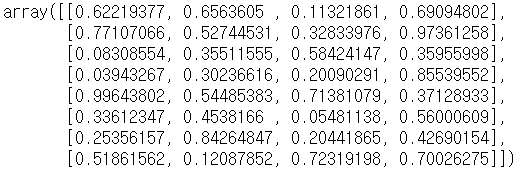 array([[0.62219377, 0.6563605 , 0.11321861, 0.69094802],
[0.77107066, 0.52744531, 0.32833976, 0.97361258],
[0.08308554, 0.35511555, 0.58424147, 0.35955998],
[0.03943267, 0.30236616, 0.20090291, 0.85539552],
[0.99643802, 0.54485383, 0.71381079, 0.37128933],
[0.33612347, 0.4538166 , 0.05481138, 0.56000609],
[0.25356157, 0.84264847, 0.20441865, 0.42690154],
[0.51861562, 0.12087852, 0.72319198, 0.70026275]])